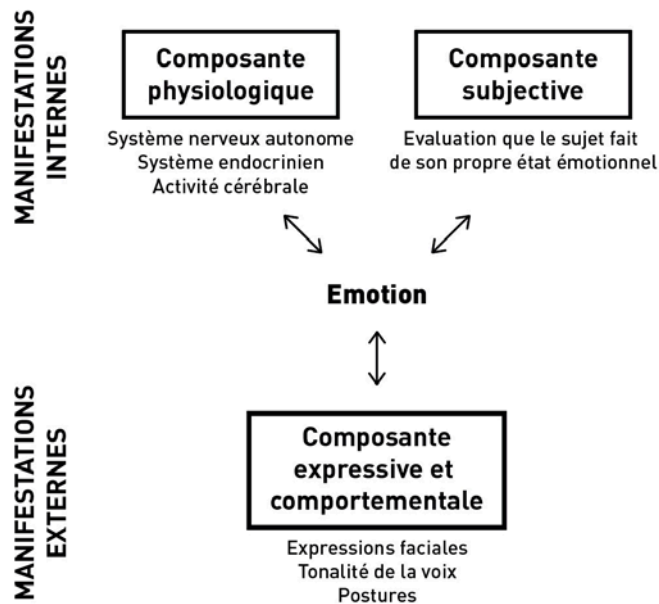 MANIFESTATIONS
INTERNES
Composante
physiologique
Système nerveux autonome
Système endocrinien
Activité cérébrale
Composante
subjective
Evaluation que le sujet fait
de son propre état émotionnel
Emotion
MANIFESTATIONS
EXTERNES
Composante
expressive et
comportementale
Expressions faciales
Tonalité de la voix
Postures